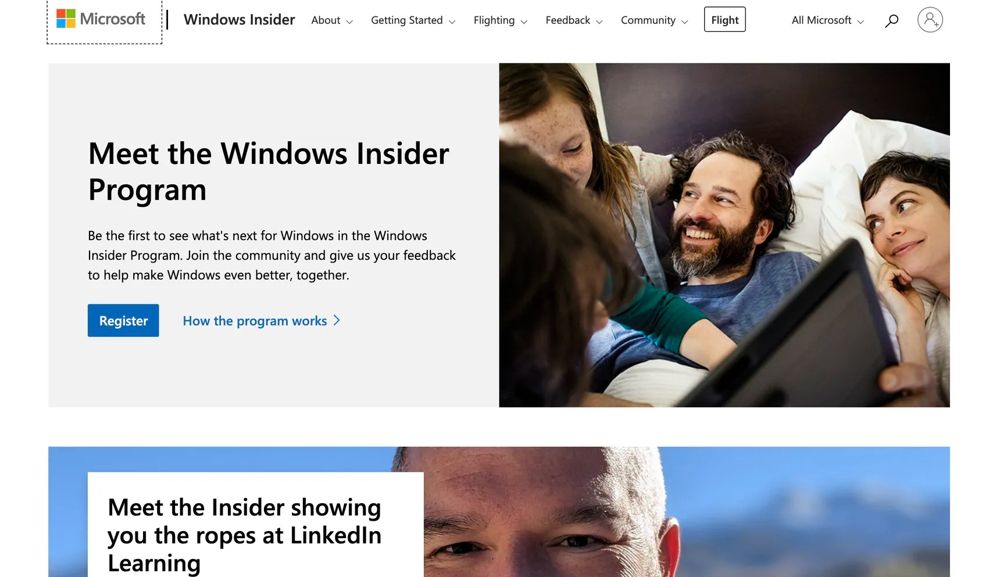 Microsoft
Windows Insider
About
Getting Started
Flighting
Feedback
Community
Flight
All Microsoft
Meet the Windows Insider
Program
Be the first to see what's next for Windows in the Windows
Insider Program. Join the community and give us your feedback
to help make Windows even better, together.
Register
How the program works
Meet the Insider showing
you the ropes at LinkedIn
Learning